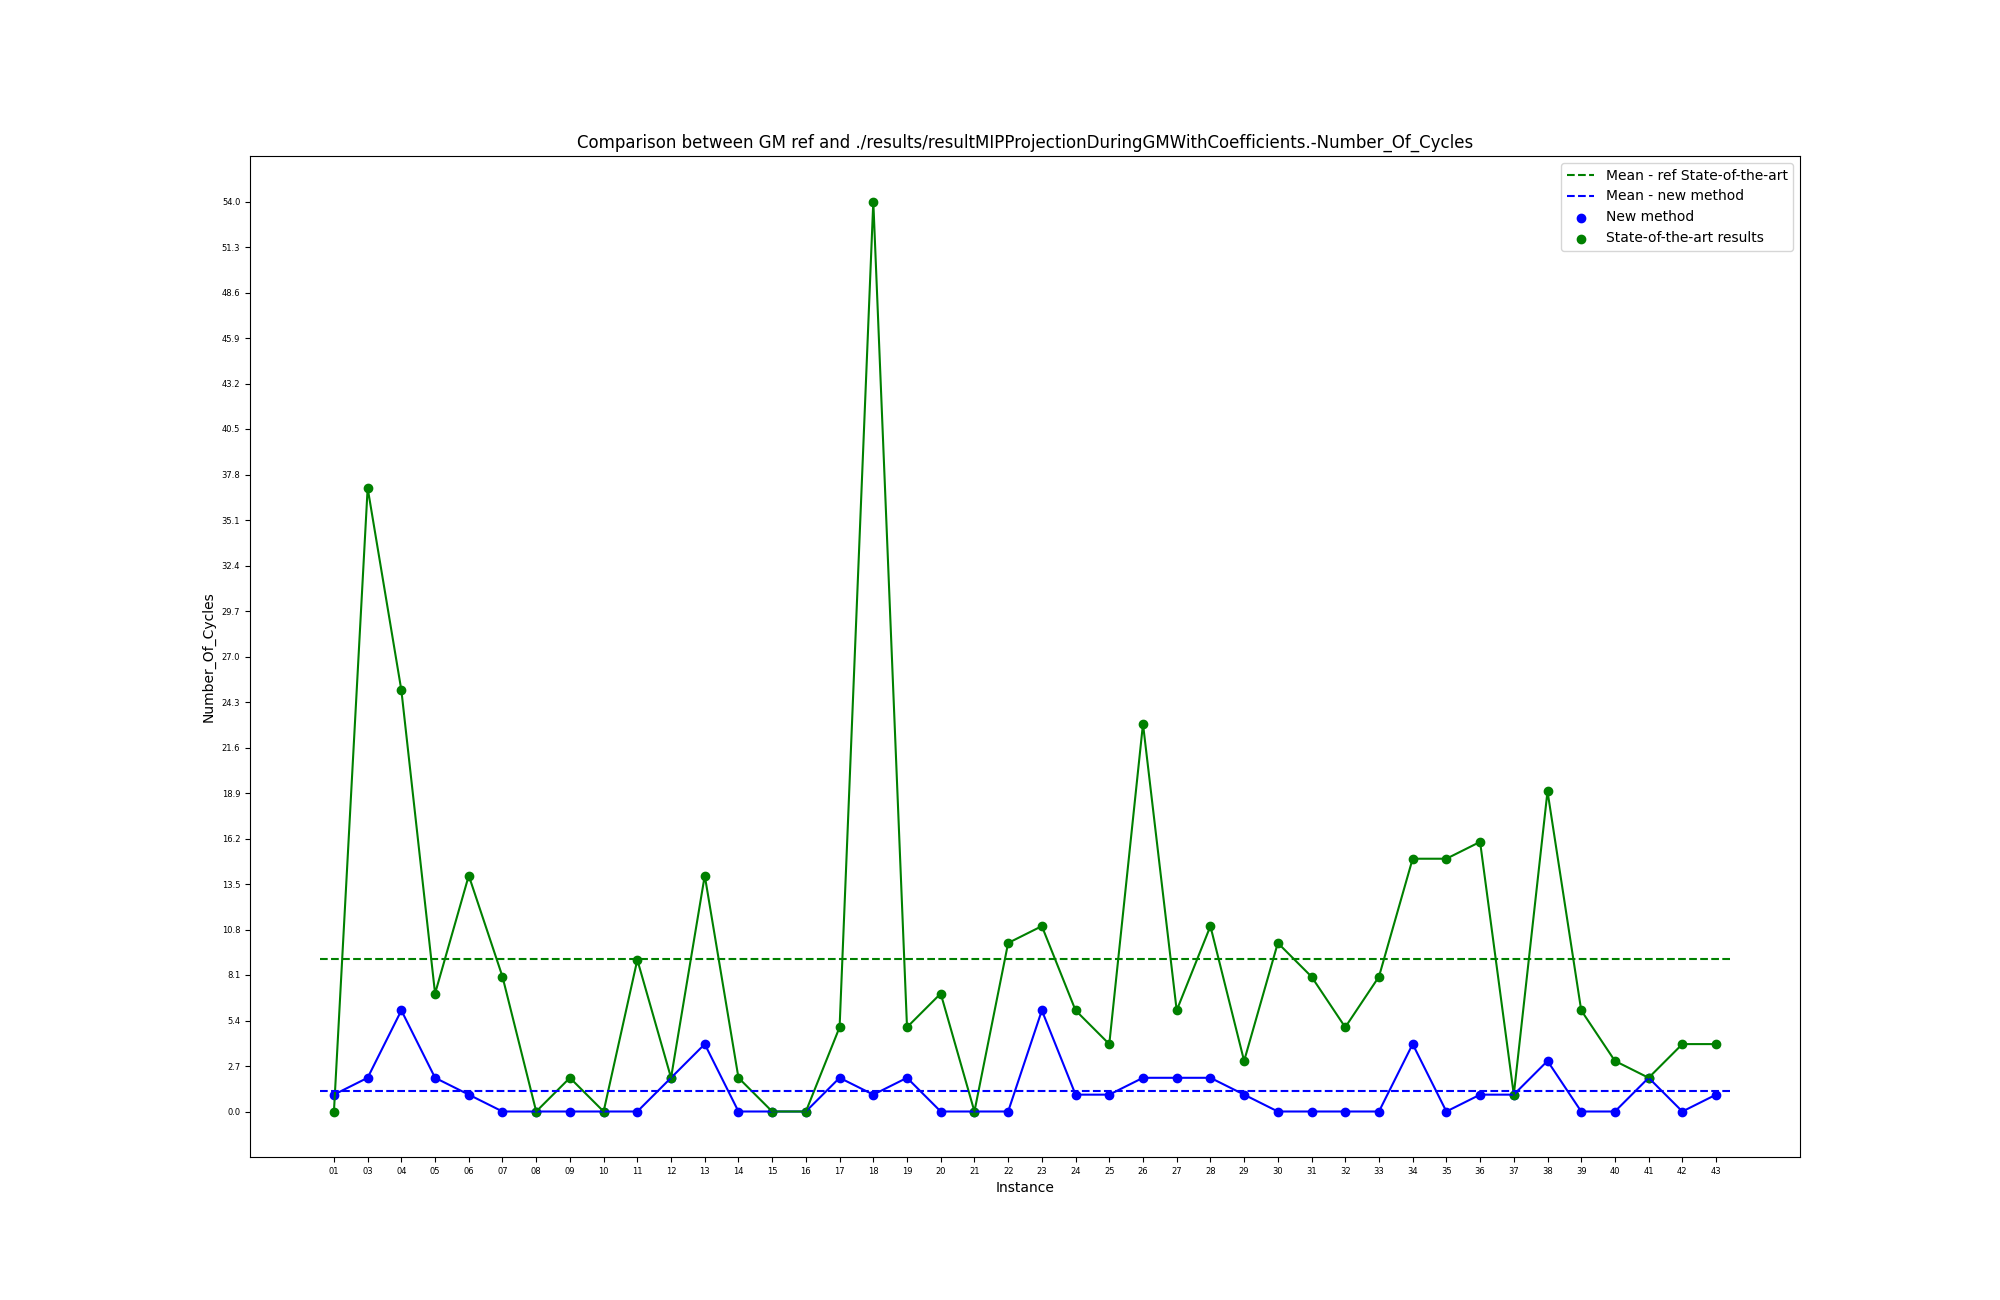 Comparison between GM ref and ./results/resultMIPProjectionDuringGMWithCoefficients.-Number_Of_Cycles
Mean - ref State-of-the-art
Mean - new method
New method
State-of-the-art results
54.0
51.3
48.6
45.9
43.2
40.5
37.8
35.1
32.4
29.7
27.0
24.3
21.6
18.9
16.2
13.5
10.8
8.1
5.4
2.7
0.0
Number_Of_Cycles
01 03 04 05 06 07 08 09 10 11 12 13 14 15 16 17 18 19 20 21 22 23 24 25 26 27 28 29 30 31 32 33 34 35 36 37 38 39 40 41 42 43
Instance